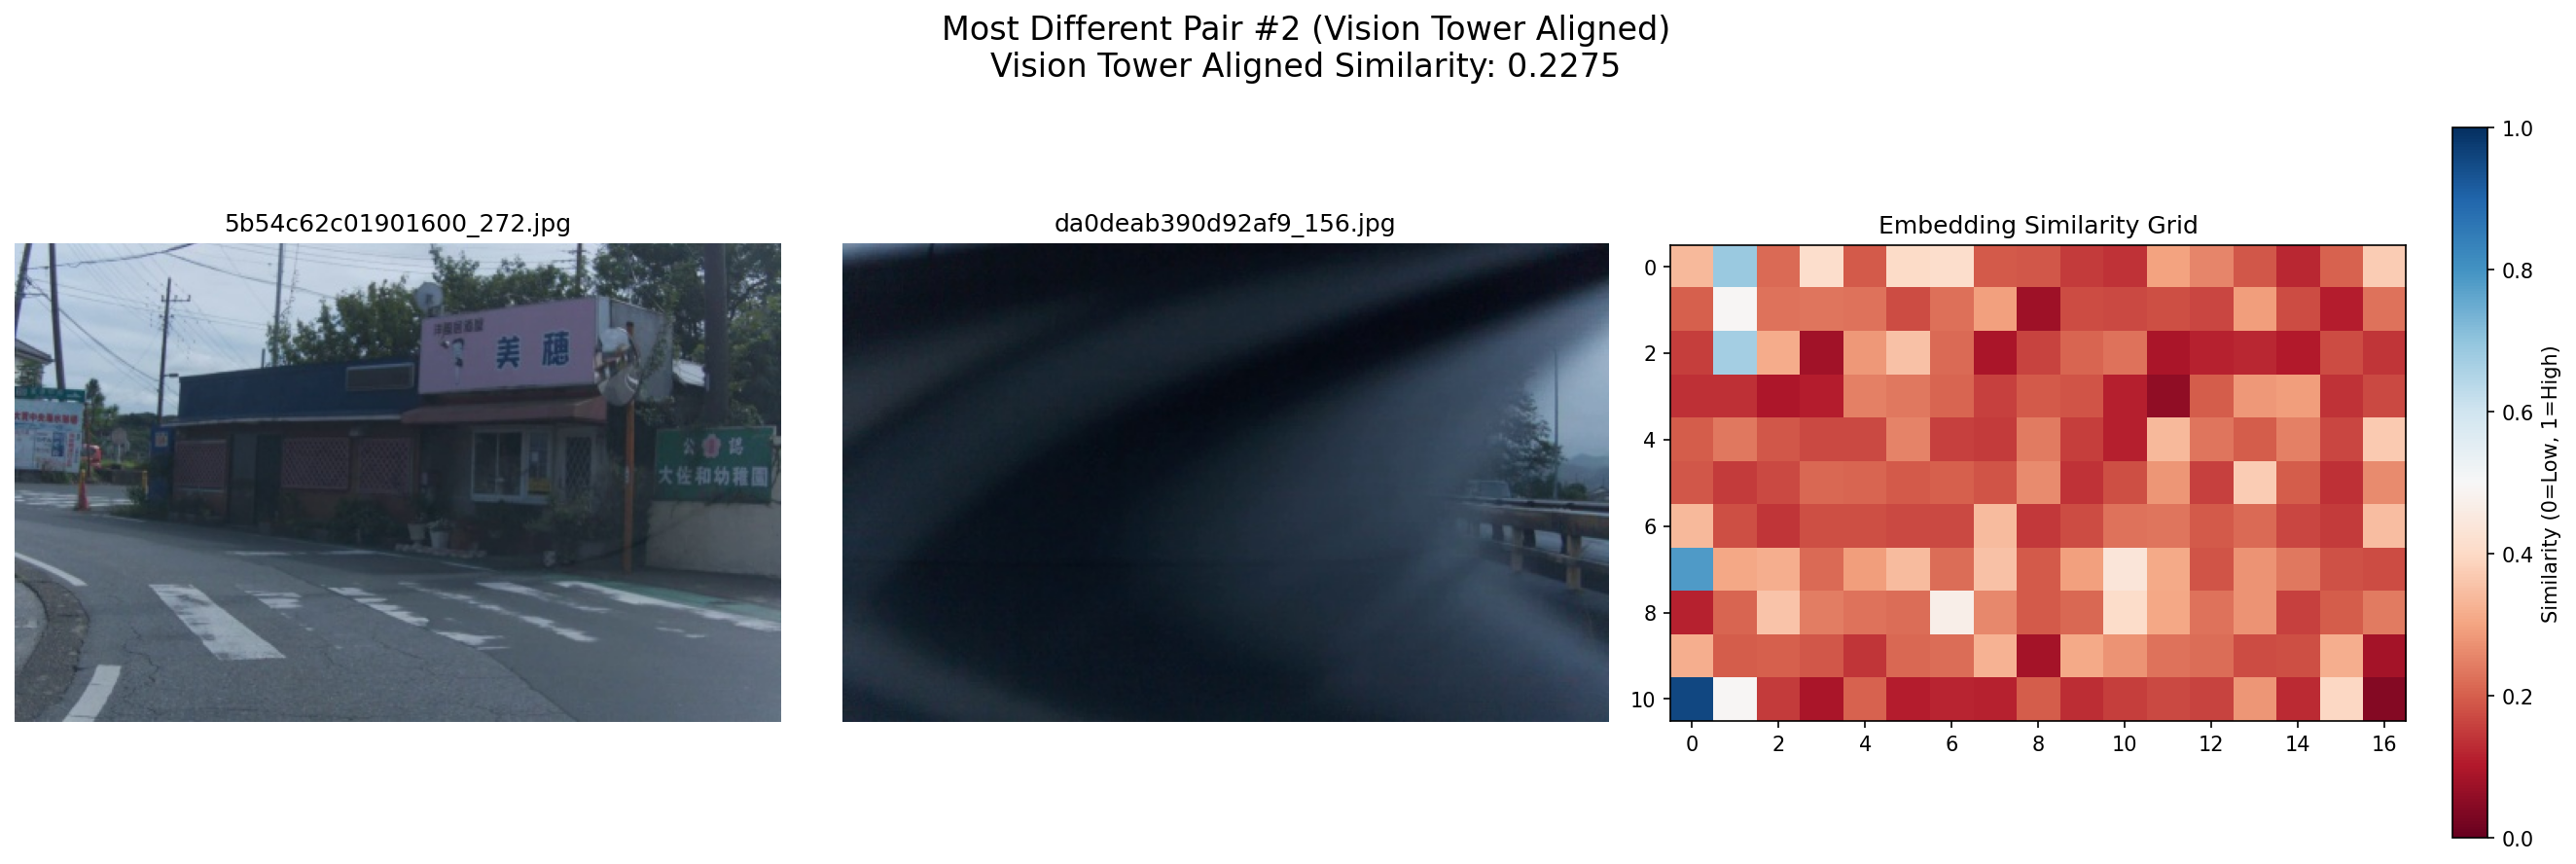 Most Different Pair #2 (Vision Tower Aligned)
Vision Tower Aligned Similarity: 0.2275
5b54c62c01901600_272.jpg
da0deab390d92af9_156.jpg
Embedding Similarity Grid
美穂
公認
大佐和幼稚園
0
2
4
6
8
10
0
2
4
6
8
10
12
14
16
1.0
0.8
0.6
0.4
0.2
0.0
Similarity (0=Low, 1=High)